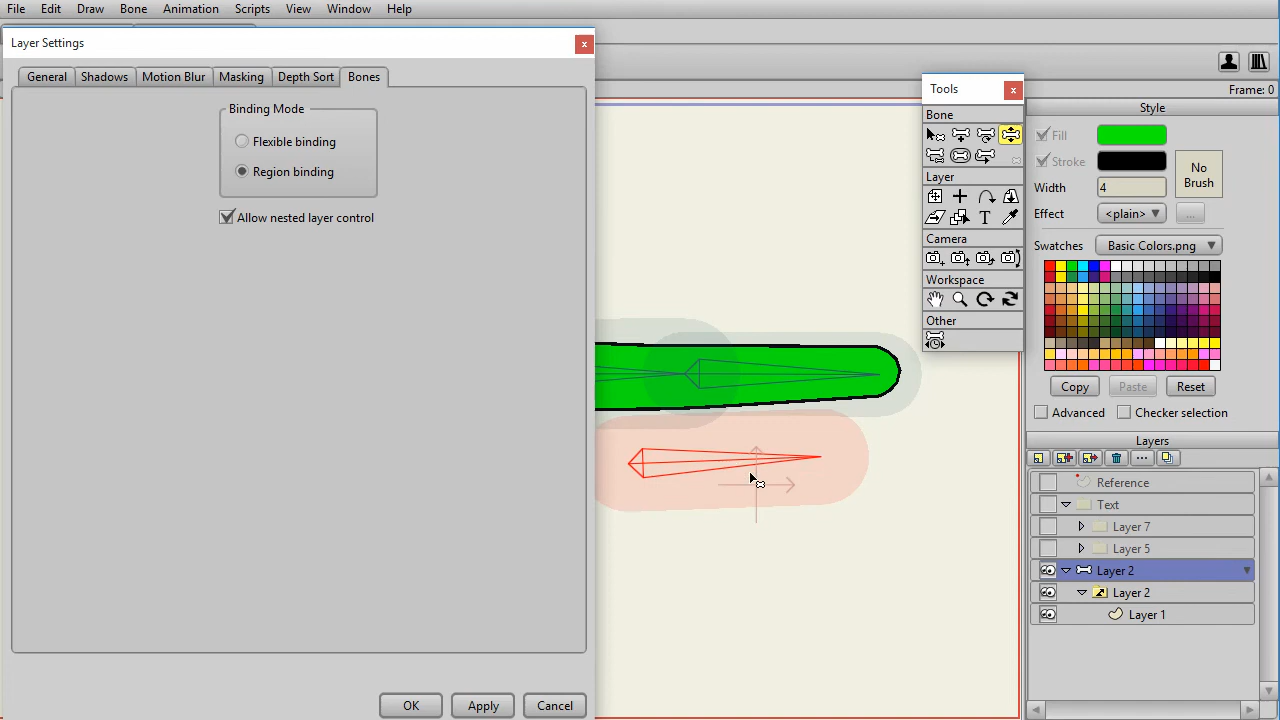 File Edit Draw Bone Animation Scripts View Window Help
Layer Settings
x
General Shadows Motion Blur Masking Depth Sort Bones
Binding Mode
Flexible binding
Region binding
Allow nested layer control
OK Apply Cancel
Tools
x
Bone
Layer
T
Camera
Workspace
Other
Frame: 0
Style
Fill
Stroke
No Brush
Width 4
Effect <plain> ...
Swatches Basic Colors.png
Copy Paste Reset
Advanced Checker selection
Layers
...
Reference
Text
Layer 7
Layer 5
Layer 2
Layer 2
Layer 1